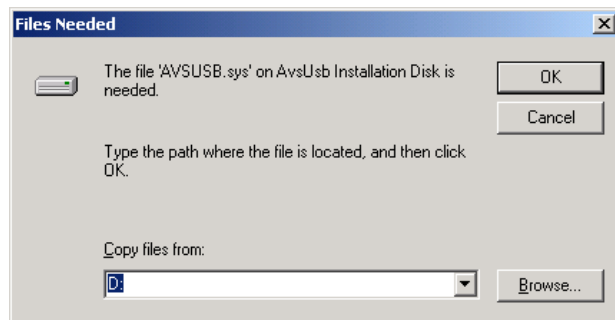 Files Needed
The file 'AVSUSB.sys' on AvsUsb Installation Disk is
needed.
OK
Cancel
Type the path where the file is located, and then click
OK.
Copy files from:
D:
Browse...